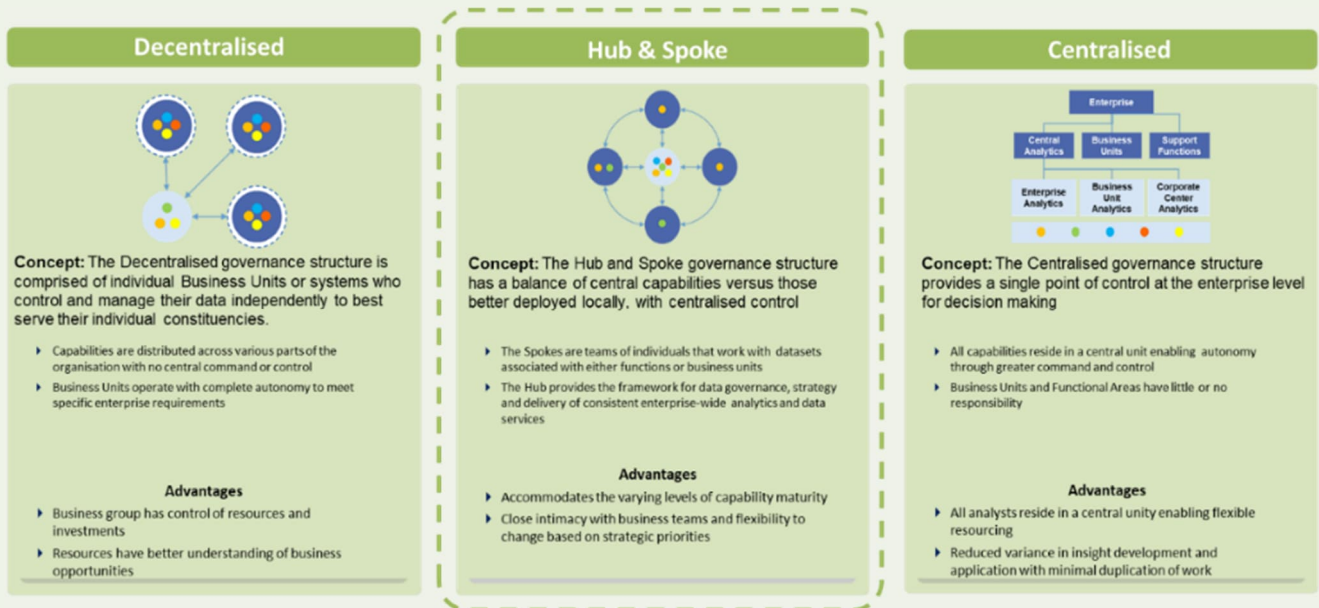 Decentralised
Concept: The Decentralised governance structure is
comprised of individual Business Units or systems who
control and manage their data independently to best
serve their individual constituencies.
Capabilities are distributed across various parts of the
organisation with no central command or control
Business Units operate with complete autonomy to meet
specific enterprise requirements
Advantages
Business group has control of resources and
investments
Resources have better understanding of business
opportunities
Hub & Spoke
Concept: The Hub and Spoke governance structure
has a balance of central capabilities versus those
better deployed locally, with centralised control
The Spokes are teams of individuals that work with datasets
associated with either functions or business units
The Hub provides the framework for data governance, strategy
and delivery of consistent enterprise-wide analytics and data
services
Advantages
Accommodates the varying levels of capability maturity
Close intimacy with business teams and flexibility to
change based on strategic priorities
Centralised
Enterprise
Central
Analytics
Business
Units
Support
Functions
Enterprise
Analytics
Business
Unit
Analytics
Corporate
Center
Analytics
Concept: The Centralised governance structure
provides a single point of control at the enterprise level
for decision making
All capabilities reside in a central unit enabling autonomy
through greater command and control
Business Units and Functional Areas have little or no
responsibility
Advantages
All analysts reside in a central unity enabling flexible
resourcing
Reduced variance in insight development and
application with minimal duplication of work